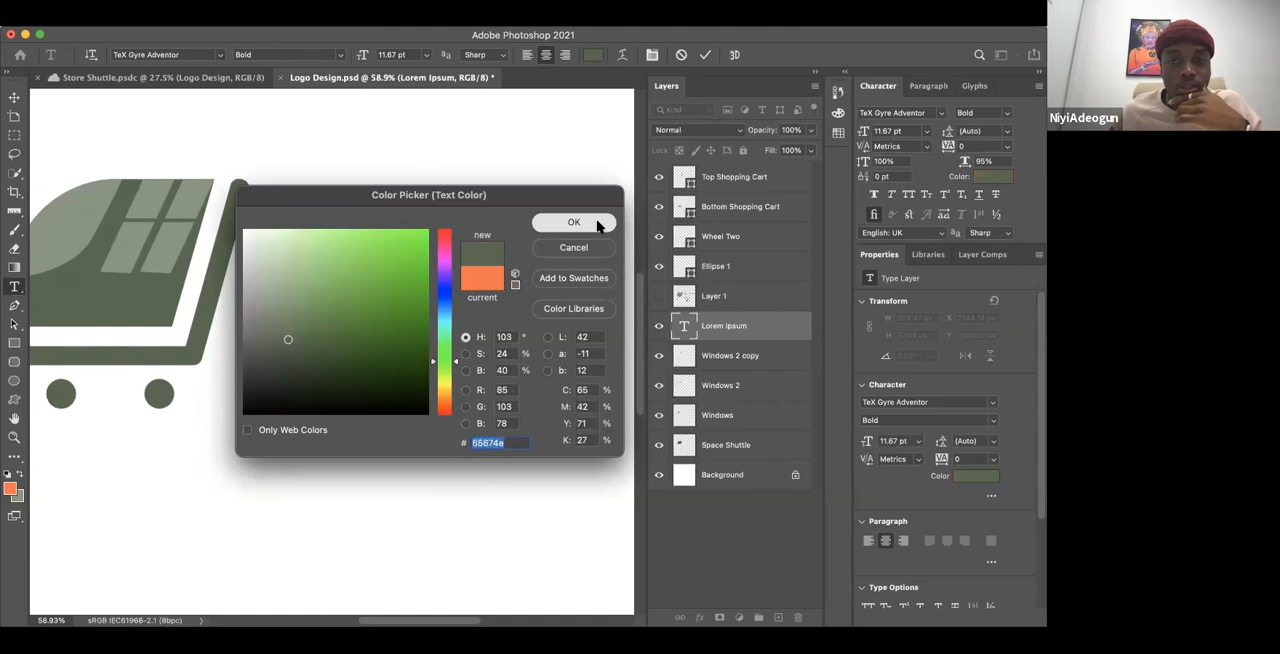 Adobe Photoshop 2021
T TeX Gyre Adventor Bold 11.67 pt Sharp 3D
Store Shuttle.psdc @ 27.5% (Logo Design, RGB/8) Logo Design.psd @ 58.9% (Lorem Ipsum, RGB/8) *
Color Picker (Text Color)
new
current
OK
Cancel
Add to Swatches
Color Libraries
H: 103 ° L: 42
S: 24 % a: -11
B: 40 % b: 12
R: 85 C: 65 %
G: 103 M: 42 %
B: 78 Y: 71 %
# 55674e K: 27 %
Only Web Colors
58.93% sRGB IEC61966-2.1 (8bpc)
Layers
Kind
Normal Opacity: 100%
Lock: Fill: 100%
Top Shopping Cart
Bottom Shopping Cart
Wheel Two
Ellipse 1
Layer 1
Lorem Ipsum
Windows 2 copy
Windows 2
Windows
Space Shuttle
Background
Character Paragraph Glyphs
TeX Gyre Adventor Bold
11.67 pt (Auto)
Metrics 0
100% 95%
0 pt Color:
English: UK Sharp
Properties Libraries Layer Comps
T Type Layer
Transform
Character
TeX Gyre Adventor
Bold
11.67 pt (Auto)
Metrics 0
Color
Paragraph
Type Options
NiyiAdeogun